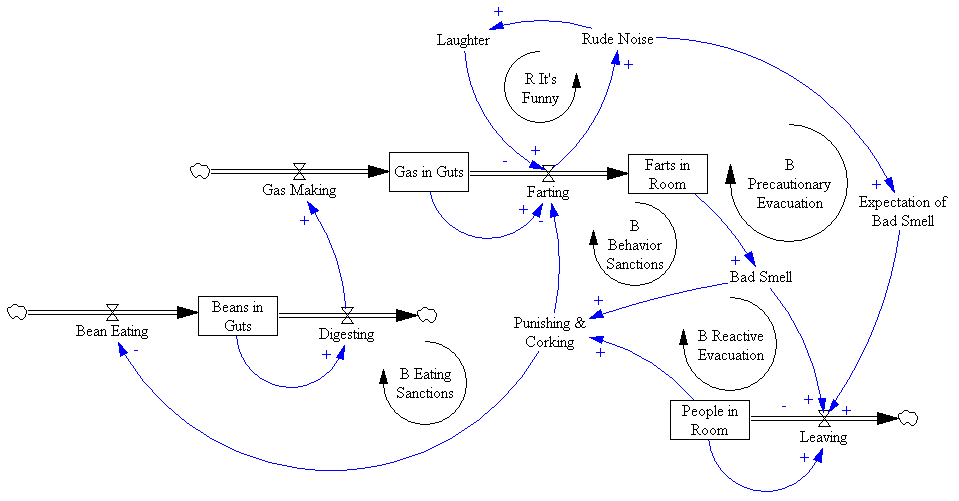 +
Laughter
Rude Noise
+
R It's
Funny
+
-
Gas in Guts
Gas Making
Farting
Farts in
Room
B
Precautionary
Evacuation
+
Expectation of
Bad Smell
+
+
-
B
Behavior
Sanctions
+
Bad Smell
+
Beans in
Guts
Bean Eating
Digesting
+
-
Punishing &
Corking
+
B Reactive
Evacuation
B Eating
Sanctions
People in
Room
-
+
+
Leaving
+